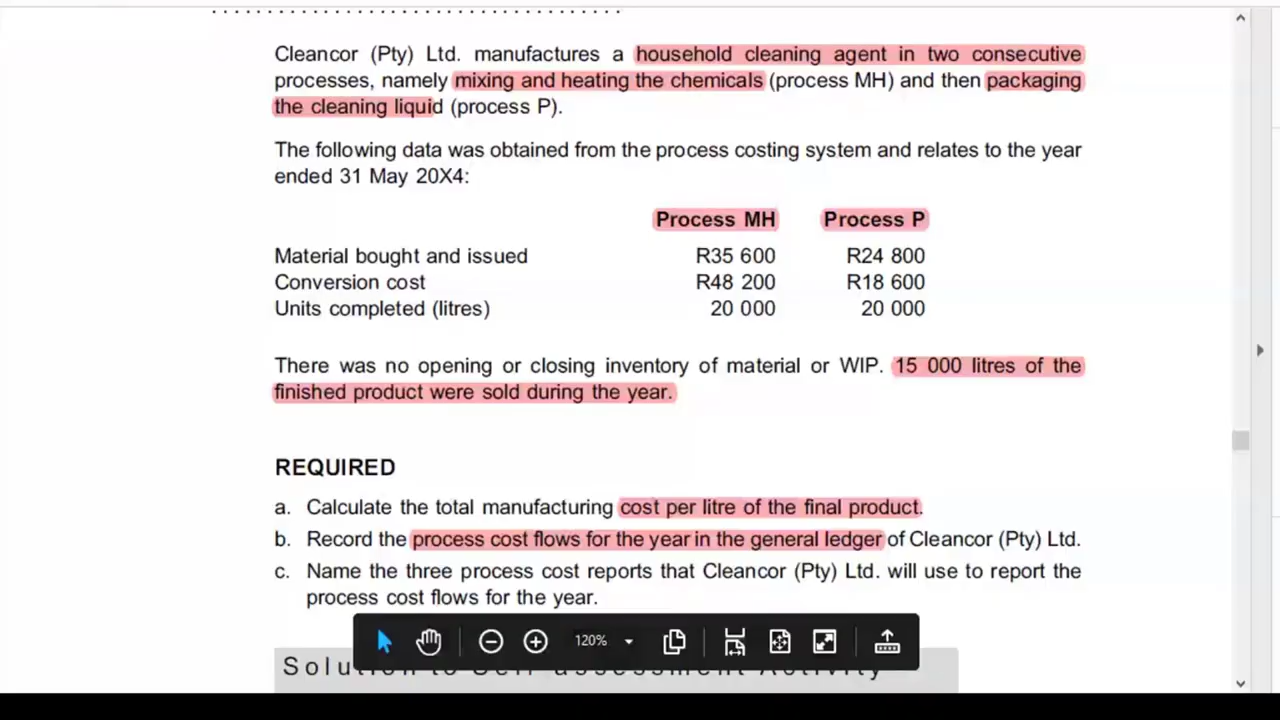 Cleancor (Pty) Ltd. manufactures a household cleaning agent in two consecutive
processes, namely mixing and heating the chemicals (process MH) and then packaging
the cleaning liquid (process P).
The following data was obtained from the process costing system and relates to the year
ended 31 May 20X4:
Process MH Process P
Material bought and issued R35 600 R24 800
Conversion cost R48 200 R18 600
Units completed (litres) 20 000 20 000
There was no opening or closing inventory of material or WIP. 15 000 litres of the
finished product were sold during the year.
REQUIRED
a. Calculate the total manufacturing cost per litre of the final product.
b. Record the process cost flows for the year in the general ledger of Cleancor (Pty) Ltd.
c. Name the three process cost reports that Cleancor (Pty) Ltd. will use to report the
process cost flows for the year.
120%
Solution to Self-assessment Activity